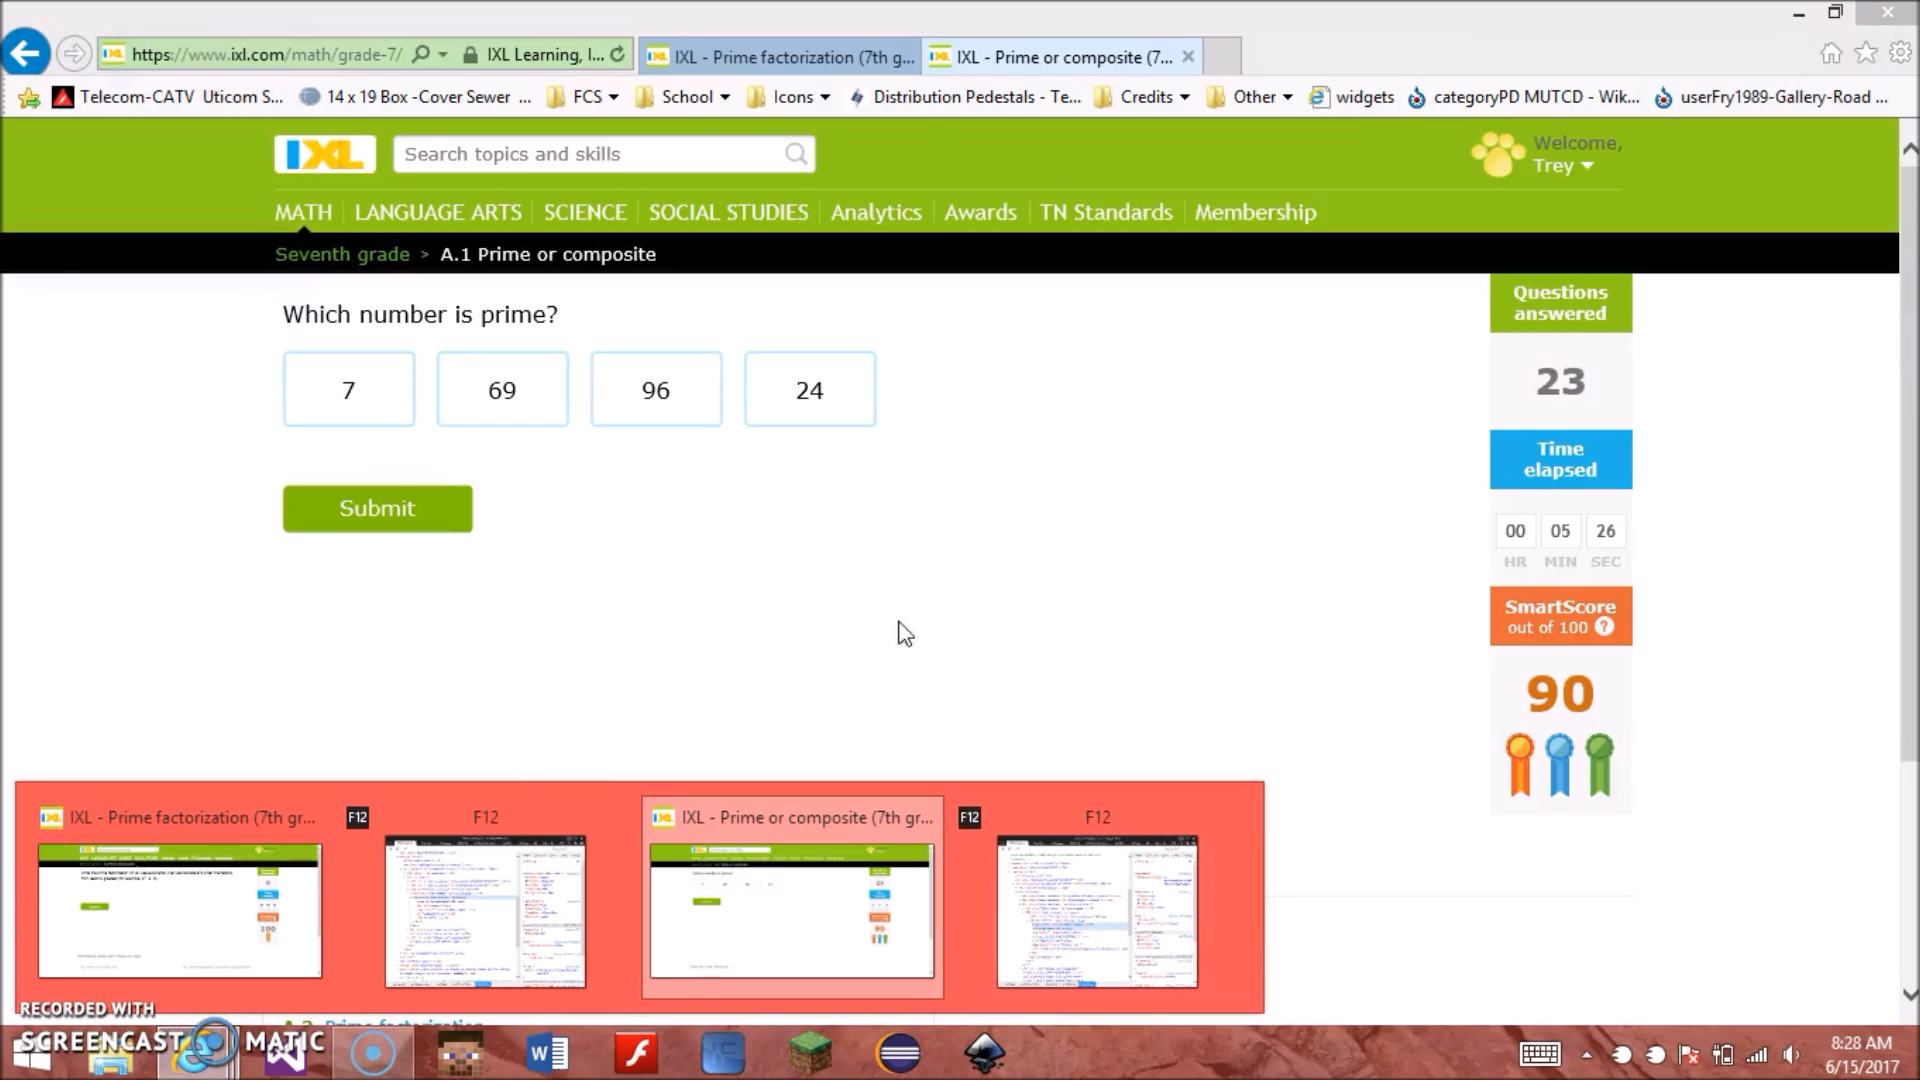 https://www.ixl.com/math/grade-7/
IXL Learning, I...
IXL - Prime factorization (7th g...
IXL - Prime or composite (7...
Telecom-CATV Uticom S...
14 x 19 Box -Cover Sewer ...
FCS
School
Icons
Distribution Pedestals - Te...
Credits
Other
widgets
categoryPD MUTCD - Wik...
userFry1989-Gallery-Road ...
IXL
Search topics and skills
Welcome,
Trey
MATH
LANGUAGE ARTS
SCIENCE
SOCIAL STUDIES
Analytics
Awards
TN Standards
Membership
Seventh grade > A.1 Prime or composite
Which number is prime?
7
69
96
24
Submit
Questions
answered
23
Time
elapsed
00 05 26
HR MIN SEC
SmartScore
out of 100 ?
90
IXL - Prime factorization (7th gr...
F12
F12
IXL - Prime or composite (7th gr...
F12
F12
100
RECORDED WITH
SCREENCAST MATIC
8:28 AM
6/15/2017